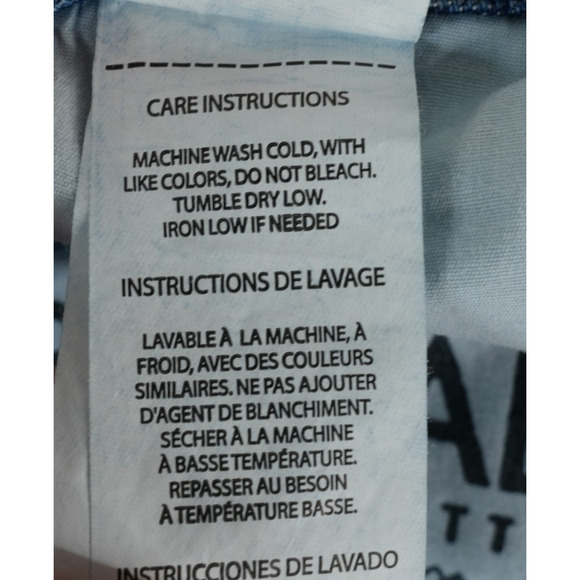 CARE INSTRUCTIONS
MACHINE WASH COLD, WITH
LIKE COLORS, DO NOT BLEACH.
TUMBLE DRY LOW.
IRON LOW IF NEEDED
INSTRUCTIONS DE LAVAGE
LAVABLE À LA MACHINE, À
FROID, AVEC DES COULEURS
SIMILAIRES. NE PAS AJOUTER
D'AGENT DE BLANCHIMENT.
SÉCHER À LA MACHINE
À BASSE TEMPÉRATURE.
REPASSER AU BESOIN
À TEMPÉRATURE BASSE.
INSTRUCCIONES DE LAVADO